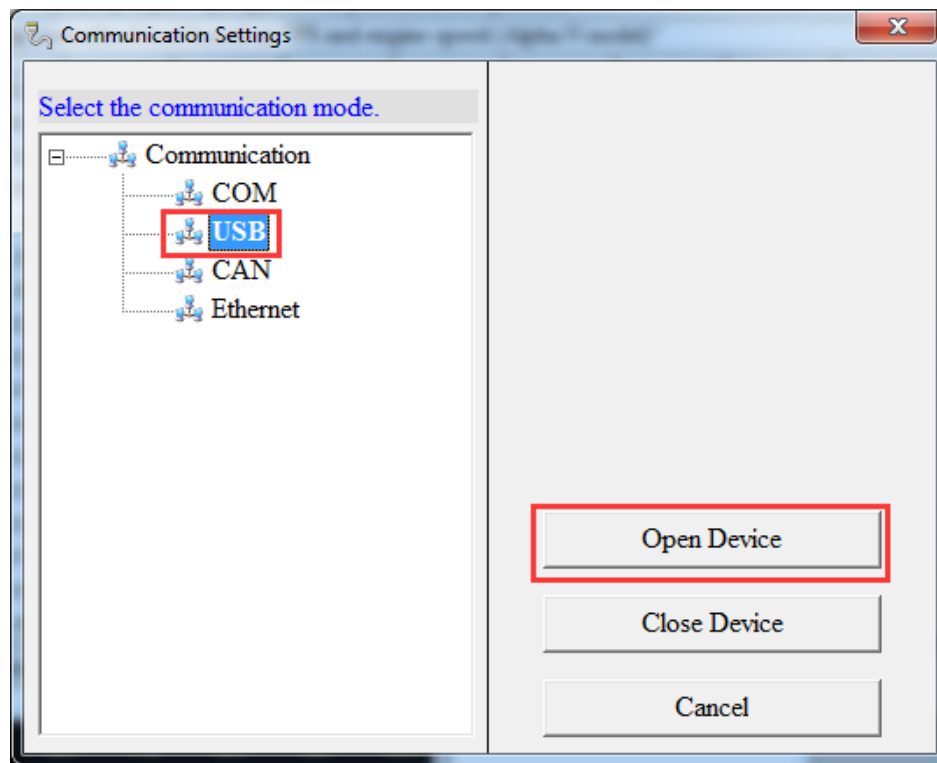 Communication Settings
Select the communication mode.
Communication
COM
USB
CAN
Ethernet
Open Device
Close Device
Cancel